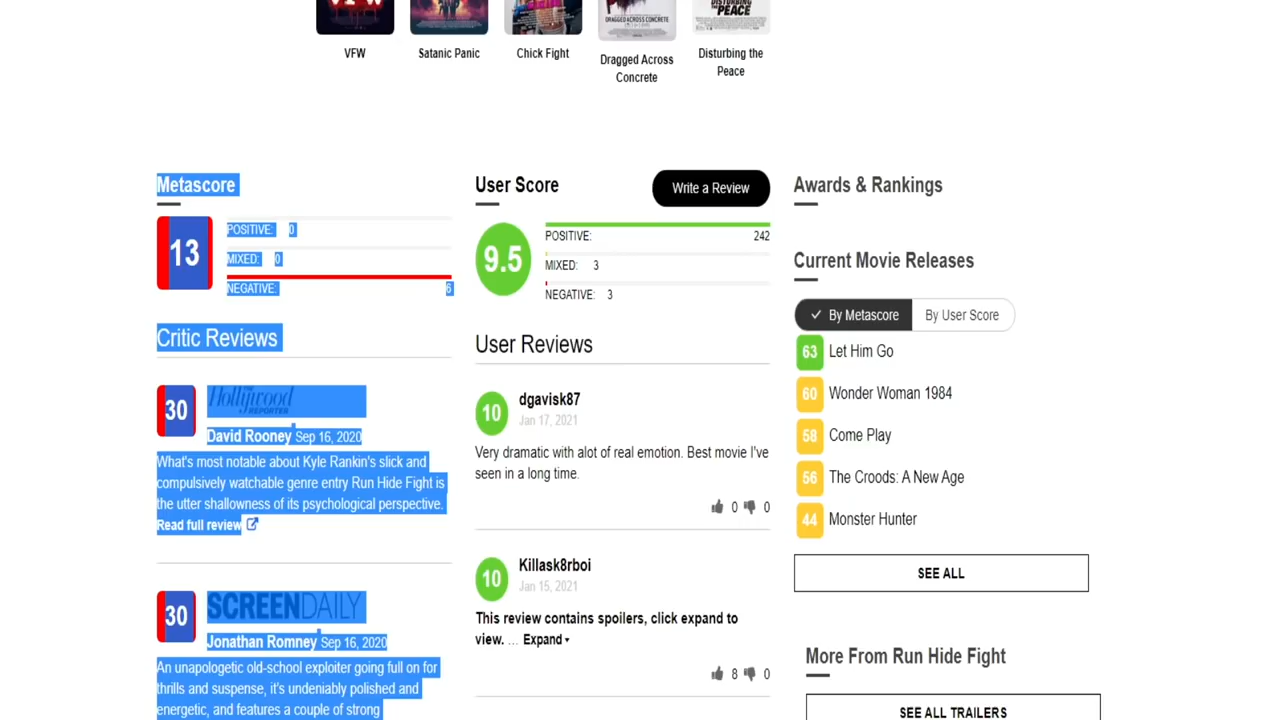 VFW
Satanic Panic
Chick Fight
DRAGGED ACROSS CONCRETE
Dragged Across
Concrete
DISTURBING
THE PEACE
Disturbing the
Peace
Metascore
13
POSITIVE: 0
MIXED: 0
NEGATIVE: 6
Critic Reviews
30
Hollywood
REPORTER
David Rooney Sep 16, 2020
What's most notable about Kyle Rankin's slick and
compulsively watchable genre entry Run Hide Fight is
the utter shallowness of its psychological perspective.
Read full review
30
SCREENDAILY
Jonathan Romney Sep 16, 2020
An unapologetic old-school exploiter going full on for
thrills and suspense, it's undeniably polished and
energetic, and features a couple of strong
User Score
Write a Review
9.5
POSITIVE: 242
MIXED: 3
NEGATIVE: 3
User Reviews
10
dgavisk87
Jan 17, 2021
Very dramatic with alot of real emotion. Best movie I've
seen in a long time.
0 0
10
Killask8rboi
Jan 15, 2021
This review contains spoilers, click expand to
view. ... Expand
8 0
Awards & Rankings
Current Movie Releases
By Metascore By User Score
63 Let Him Go
60 Wonder Woman 1984
58 Come Play
56 The Croods: A New Age
44 Monster Hunter
SEE ALL
More From Run Hide Fight
SEE ALL TRAILERS